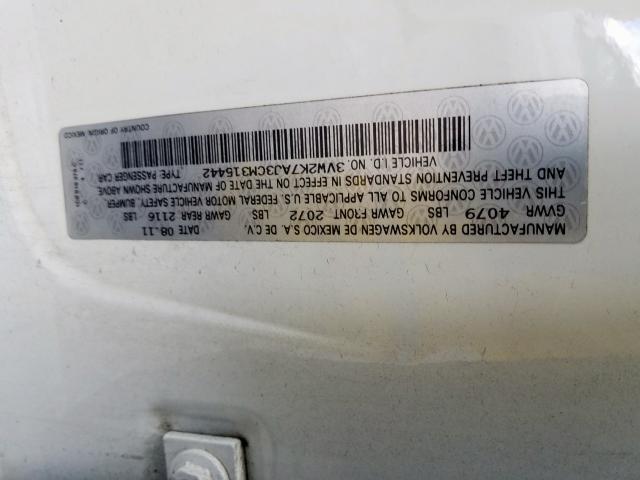 MANUFACTURED BY VOLKSWAGEN DE MEXICO S.A. DE C.V. DATE 08.11
GVWR 4079 LBS GAWR FRONT 2072 LBS GAWR REAR 2116 LBS
THIS VEHICLE CONFORMS TO ALL APPLICABLE U.S. FEDERAL MOTOR VEHICLE SAFETY BUMPER
AND THEFT PREVENTION STANDARDS IN EFFECT ON THE DATE OF MANUFACTURE SHOWN ABOVE
VEHICLE I.D. NO. 3VW2K7AJ3CM315442 TYPE: PASSENGER CAR
COUNTRY OF ORIGIN: MEXICO